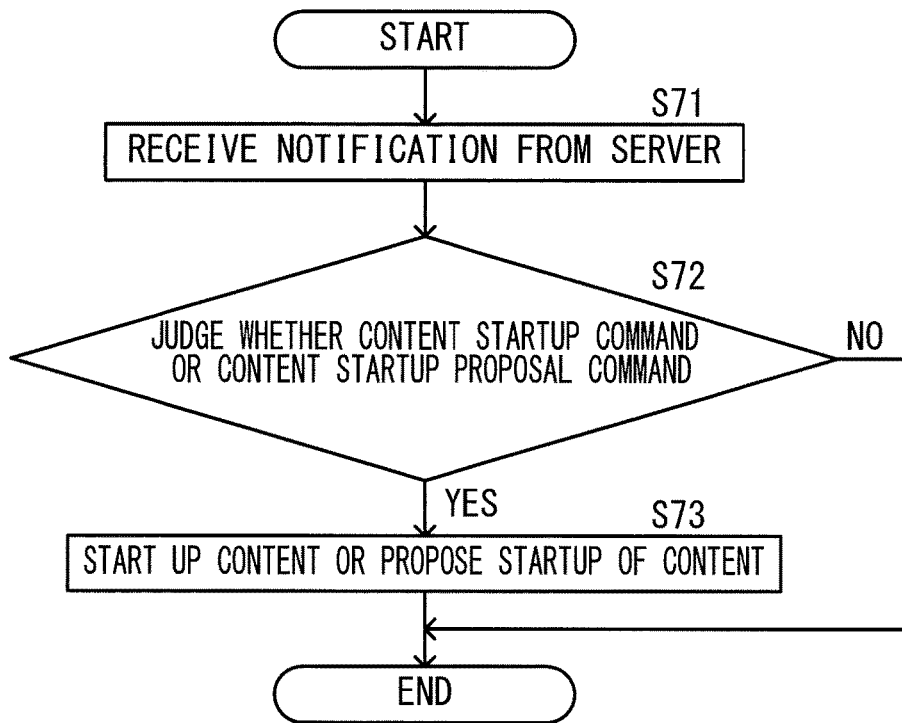 START
S71
RECEIVE NOTIFICATION FROM SERVER
S72
JUDGE WHETHER CONTENT STARTUP COMMAND
OR CONTENT STARTUP PROPOSAL COMMAND
NO
YES
S73
START UP CONTENT OR PROPOSE STARTUP OF CONTENT
END